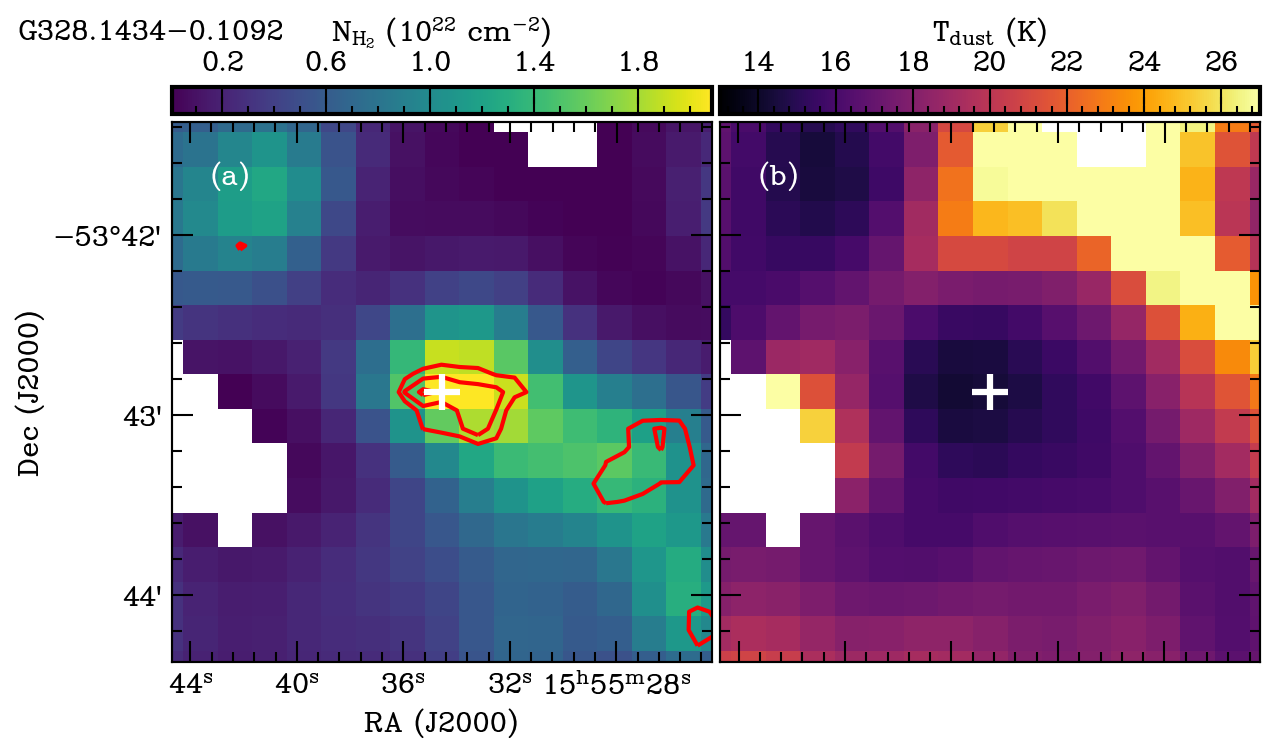 G328.1434−0.1092 N_H₂ (10²² cm⁻²) T_dust (K)
0.2 0.6 1.0 1.4 1.8 14 16 18 20 22 24 26
(a) (b)
−53°42'
43'
44'
Dec (J2000)
44ˢ 40ˢ 36ˢ 32ˢ 15ʰ55ᵐ28ˢ
RA (J2000)